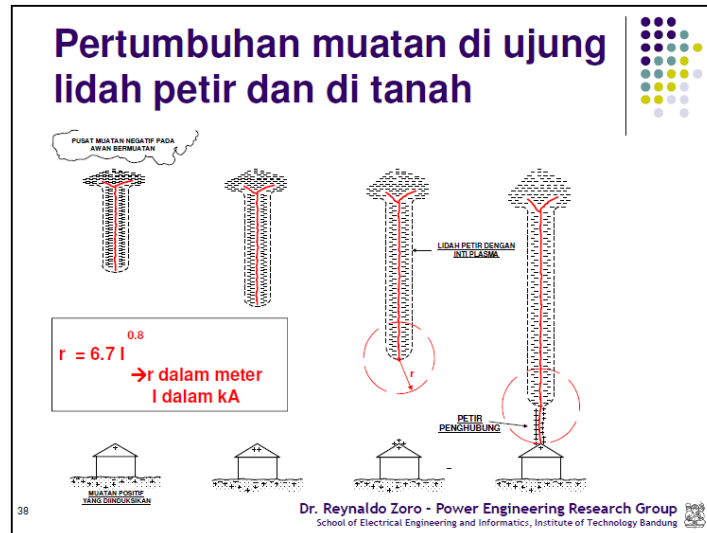 Pertumbuhan muatan di ujung
lidah petir dan di tanah
PUSAT MUATAN NEGATIF PADA
AWAN BERMUATAN
LIDAH PETIR DENGAN
INTI PLASMA
r = 6.7 I 0.8
→r dalam meter
I dalam kA
r
PETIR
PENGHUBUNG
MUATAN POSITIF
YANG DIINDUKSIKAN
38
Dr. Reynaldo Zoro - Power Engineering Research Group
School of Electrical Engineering and Informatics, Institute of Technology Bandung